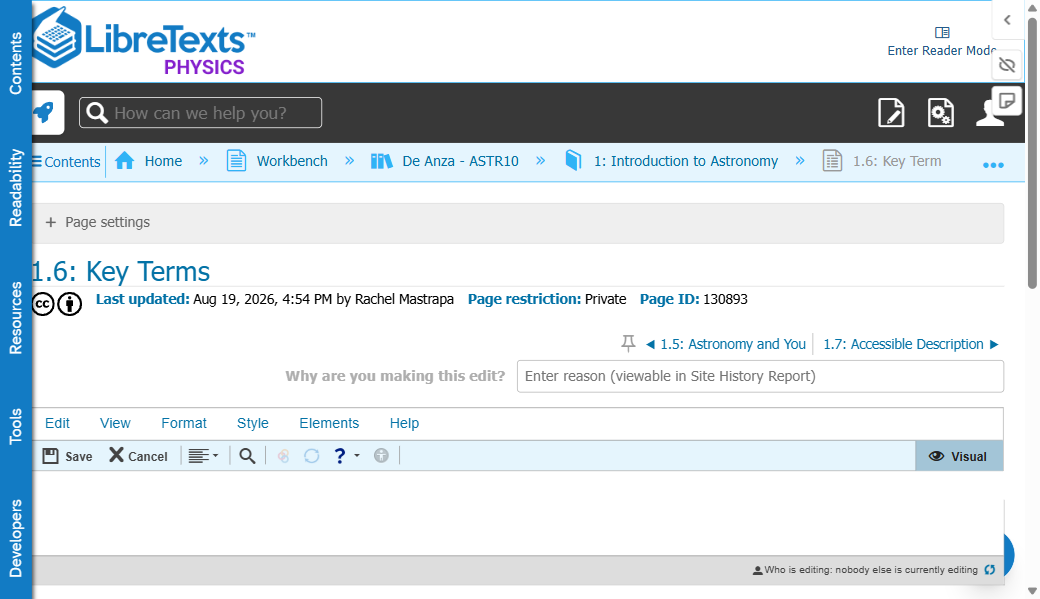 Contents
Readability
Resources
Tools
Developers
LibreTexts™
PHYSICS
Enter Reader Mode
How can we help you?
Contents Home » Workbench » De Anza - ASTR10 » 1: Introduction to Astronomy » 1.6: Key Term
+ Page settings
1.6: Key Terms
cc Last updated: Aug 19, 2026, 4:54 PM by Rachel Mastrapa Page restriction: Private Page ID: 130893
◄ 1.5: Astronomy and You 1.7: Accessible Description ►
Why are you making this edit? Enter reason (viewable in Site History Report)
Edit View Format Style Elements Help
Save Cancel ? Visual
Who is editing: nobody else is currently editing